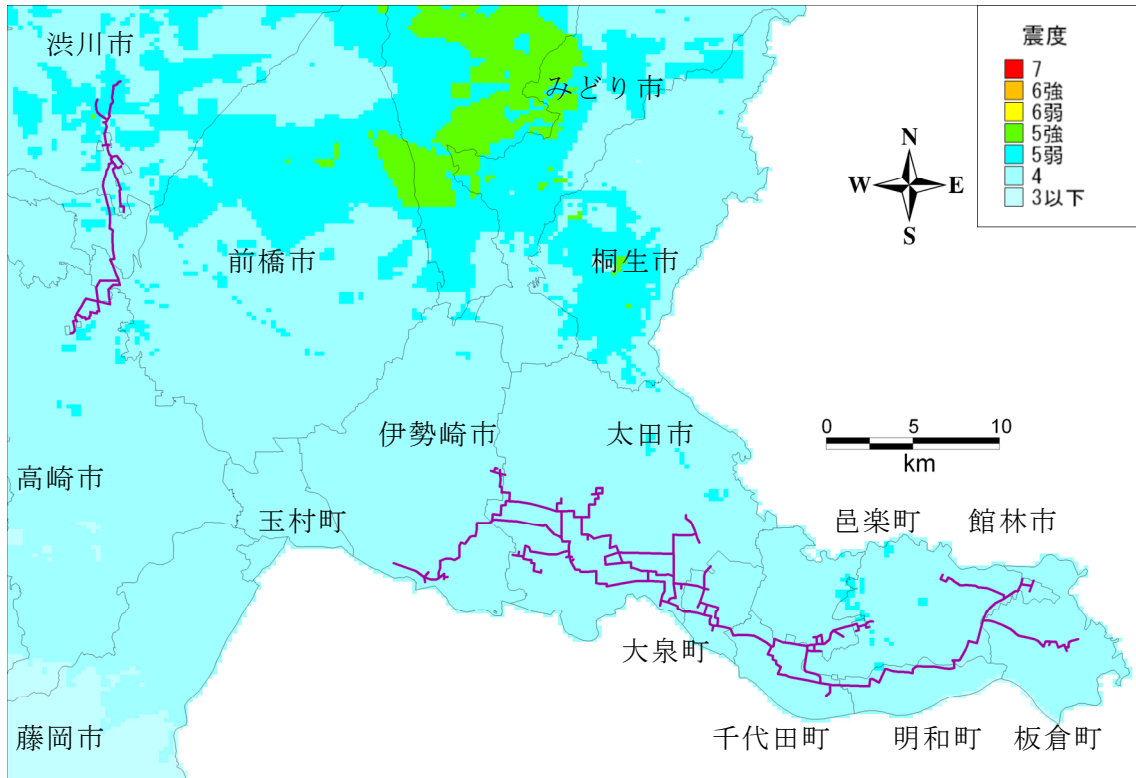 渋川市
みどり市
震度
7
6強
6弱
5強
5弱
4
3以下
N
W E
S
前橋市
桐生市
伊勢崎市
太田市
0 5 10
km
高崎市
玉村町
邑楽町
館林市
大泉町
藤岡市
千代田町
明和町
板倉町